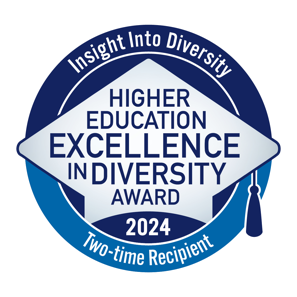 Insight Into Diversity
HIGHER
EDUCATION
EXCELLENCE
IN DIVERSITY
AWARD
2024
Two-time Recipient